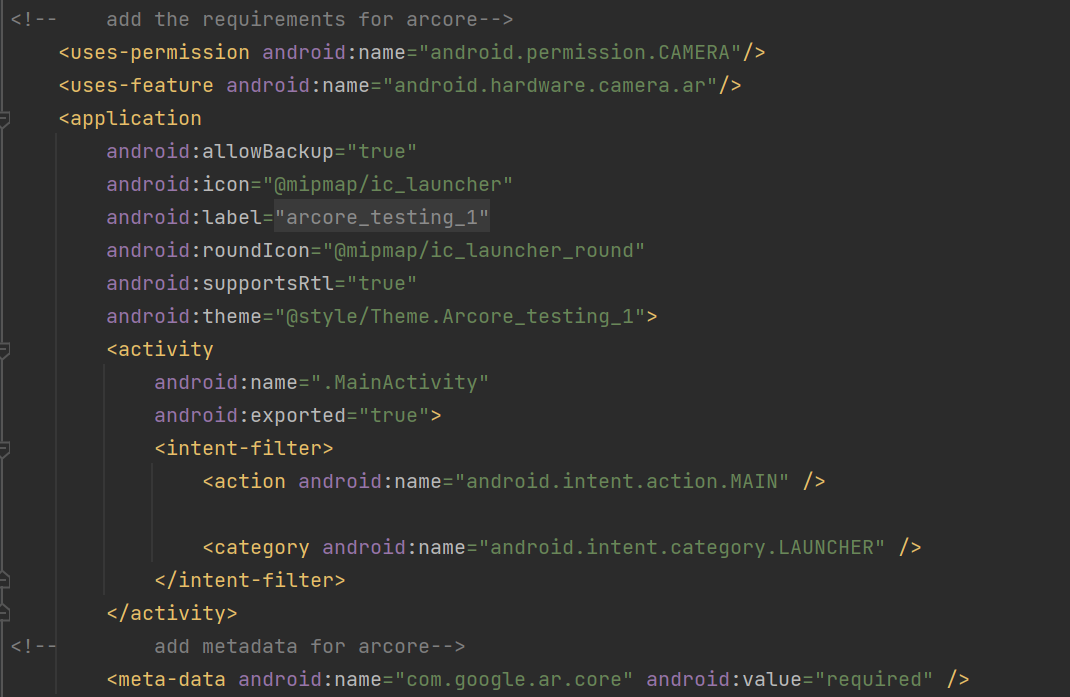 <!--    add the requirements for arcore-->
    <uses-permission android:name="android.permission.CAMERA"/>
    <uses-feature android:name="android.hardware.camera.ar"/>
    <application
        android:allowBackup="true"
        android:icon="@mipmap/ic_launcher"
        android:label="arcore_testing_1"
        android:roundIcon="@mipmap/ic_launcher_round"
        android:supportsRtl="true"
        android:theme="@style/Theme.Arcore_testing_1">
        <activity
            android:name=".MainActivity"
            android:exported="true">
            <intent-filter>
                <action android:name="android.intent.action.MAIN" />
                <category android:name="android.intent.category.LAUNCHER" />
            </intent-filter>
        </activity>
<!--        add metadata for arcore-->
        <meta-data android:name="com.google.ar.core" android:value="required" />